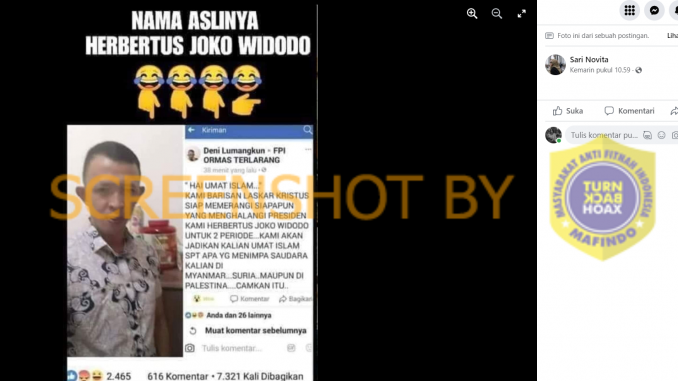 NAMA ASLINYA
HERBERTUS JOKO WIDODO
Kiriman
Deni Lumangkun ▸ FPI
ORMAS TERLARANG
38 menit yang lalu
" HAI UMAT ISLAM..."
KAMI BARISAN LASKAR KRISTUS
SIAP MEMERANGI SIAPAPUN
YANG MENGHALANGI PRESIDEN
KAMI HERBERTUS JOKO WIDODO
UNTUK 2 PERIODE...KAMI AKAN
JADIKAN KALIAN UMAT ISLAM
SPT APA YG MENIMPA SAUDARA
KALIAN DI
MYANMAR...SURIA..MAUPUN DI
PALESTINA....CAMKAN ITU..
Komentar
Bagikan
Anda dan 26 lainnya
Muat komentar sebelumnya
Tulis komentar...
2.465 616 Komentar • 7.321 Kali Dibagikan
SCREENSHOT BY
Foto ini dari sebuah postingan.
Sari Novita
Kemarin pukul 10.59
Suka
Komentari
Tulis komentar pu...
MASYARAKAT ANTI FITNAH INDONESIA
TURN
BACK
HOAX
MAFINDO